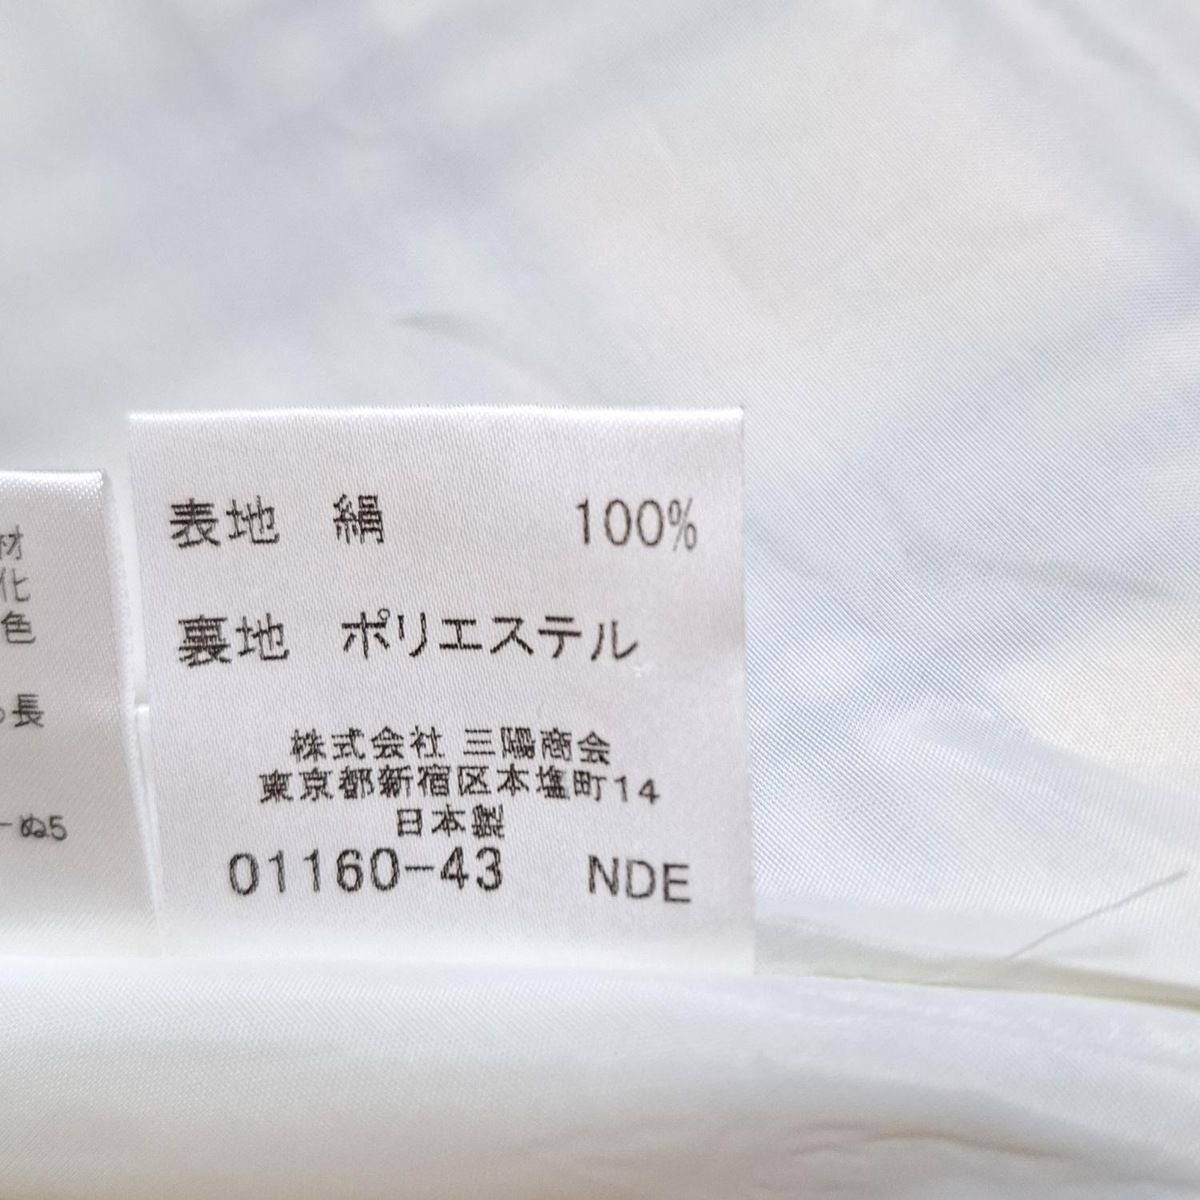 材
化
色
長
ーぬ5
表地 絹 100%
裏地 ポリエステル
株式会社 三陽商会
東京都新宿区本塩町14
日本製
01160-43 NDE